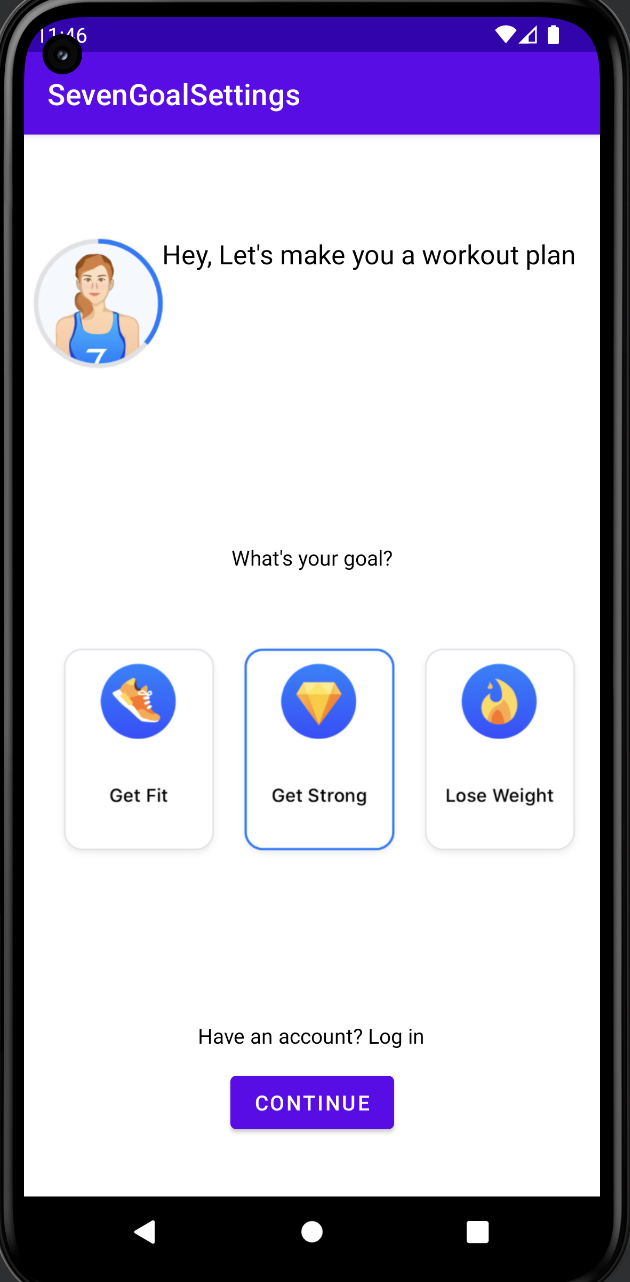 11:46
SevenGoalSettings
Hey, Let's make you a workout plan
7
What's your goal?
Get Fit
Get Strong
Lose Weight
Have an account? Log in
CONTINUE